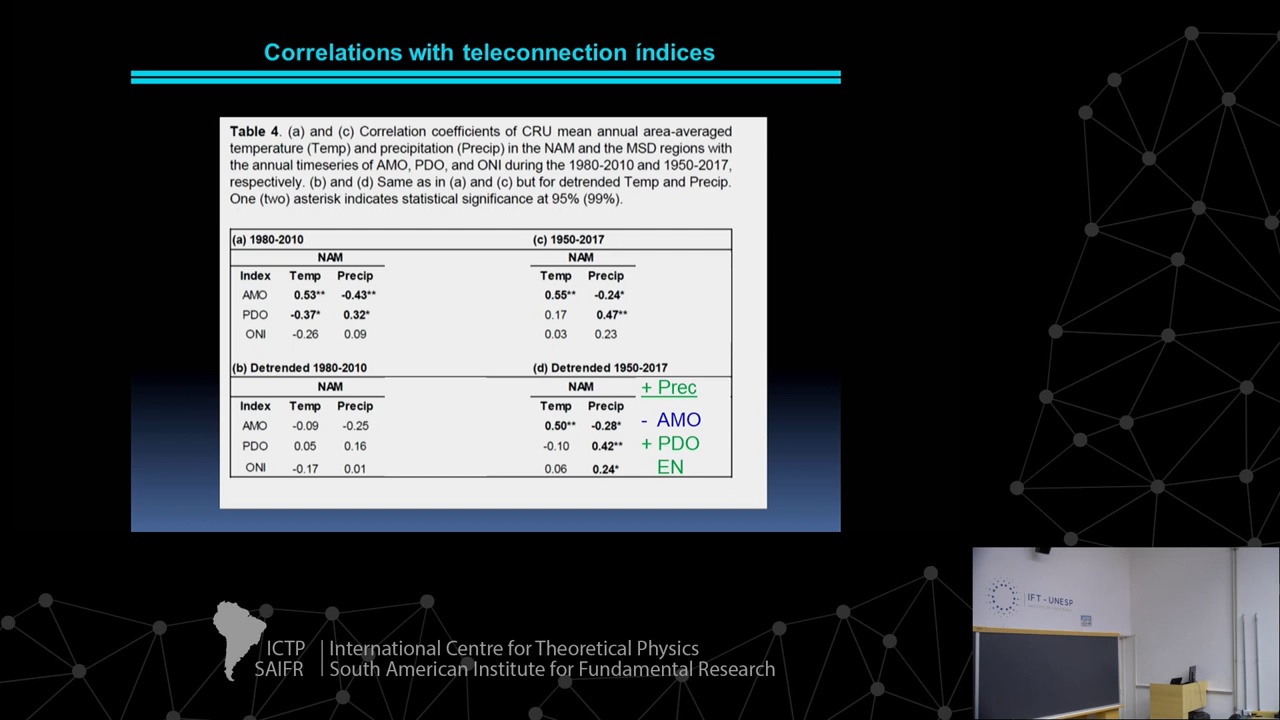 Correlations with teleconnection índices
Table 4. (a) and (c) Correlation coefficients of CRU mean annual area-averaged
temperature (Temp) and precipitation (Precip) in the NAM and the MSD regions with
the annual timeseries of AMO, PDO, and ONI during the 1980-2010 and 1950-2017,
respectively. (b) and (d) Same as in (a) and (c) but for detrended Temp and Precip.
One (two) asterisk indicates statistical significance at 95% (99%).
(a) 1980-2010 (c) 1950-2017
NAM NAM
Index Temp Precip Temp Precip
AMO 0.53** -0.43** 0.55** -0.24*
PDO -0.37* 0.32* 0.17 0.47**
ONI -0.26 0.09 0.03 0.23
(b) Detrended 1980-2010 (d) Detrended 1950-2017
NAM NAM + Prec
Index Temp Precip Temp Precip
AMO -0.09 -0.25 0.50** -0.28* - AMO
PDO 0.05 0.16 -0.10 0.42** + PDO
ONI -0.17 0.01 0.06 0.24* EN
IFT - UNESP
ICTP International Centre for Theoretical Physics
SAIFR South American Institute for Fundamental Research